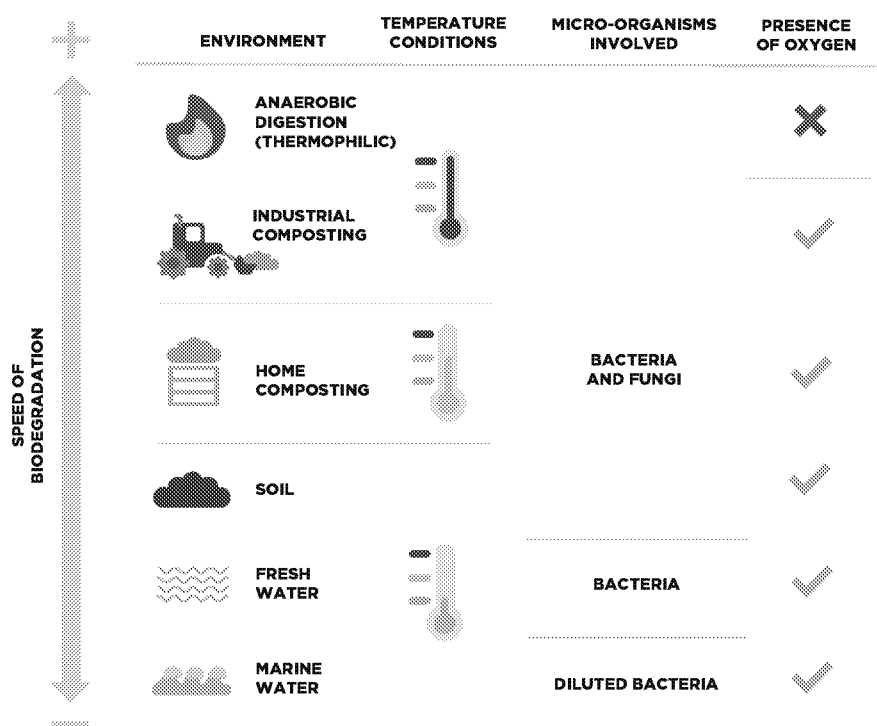 ENVIRONMENT
TEMPERATURE
CONDITIONS
MICRO-ORGANISMS
INVOLVED
PRESENCE
OF OXYGEN
ANAEROBIC
DIGESTION
(THERMOPHILIC)
INDUSTRIAL
COMPOSTING
HOME
COMPOSTING
BACTERIA
AND FUNGI
SOIL
FRESH
WATER
BACTERIA
MARINE
WATER
DILUTED BACTERIA
SPEED OF
BIODEGRADATION